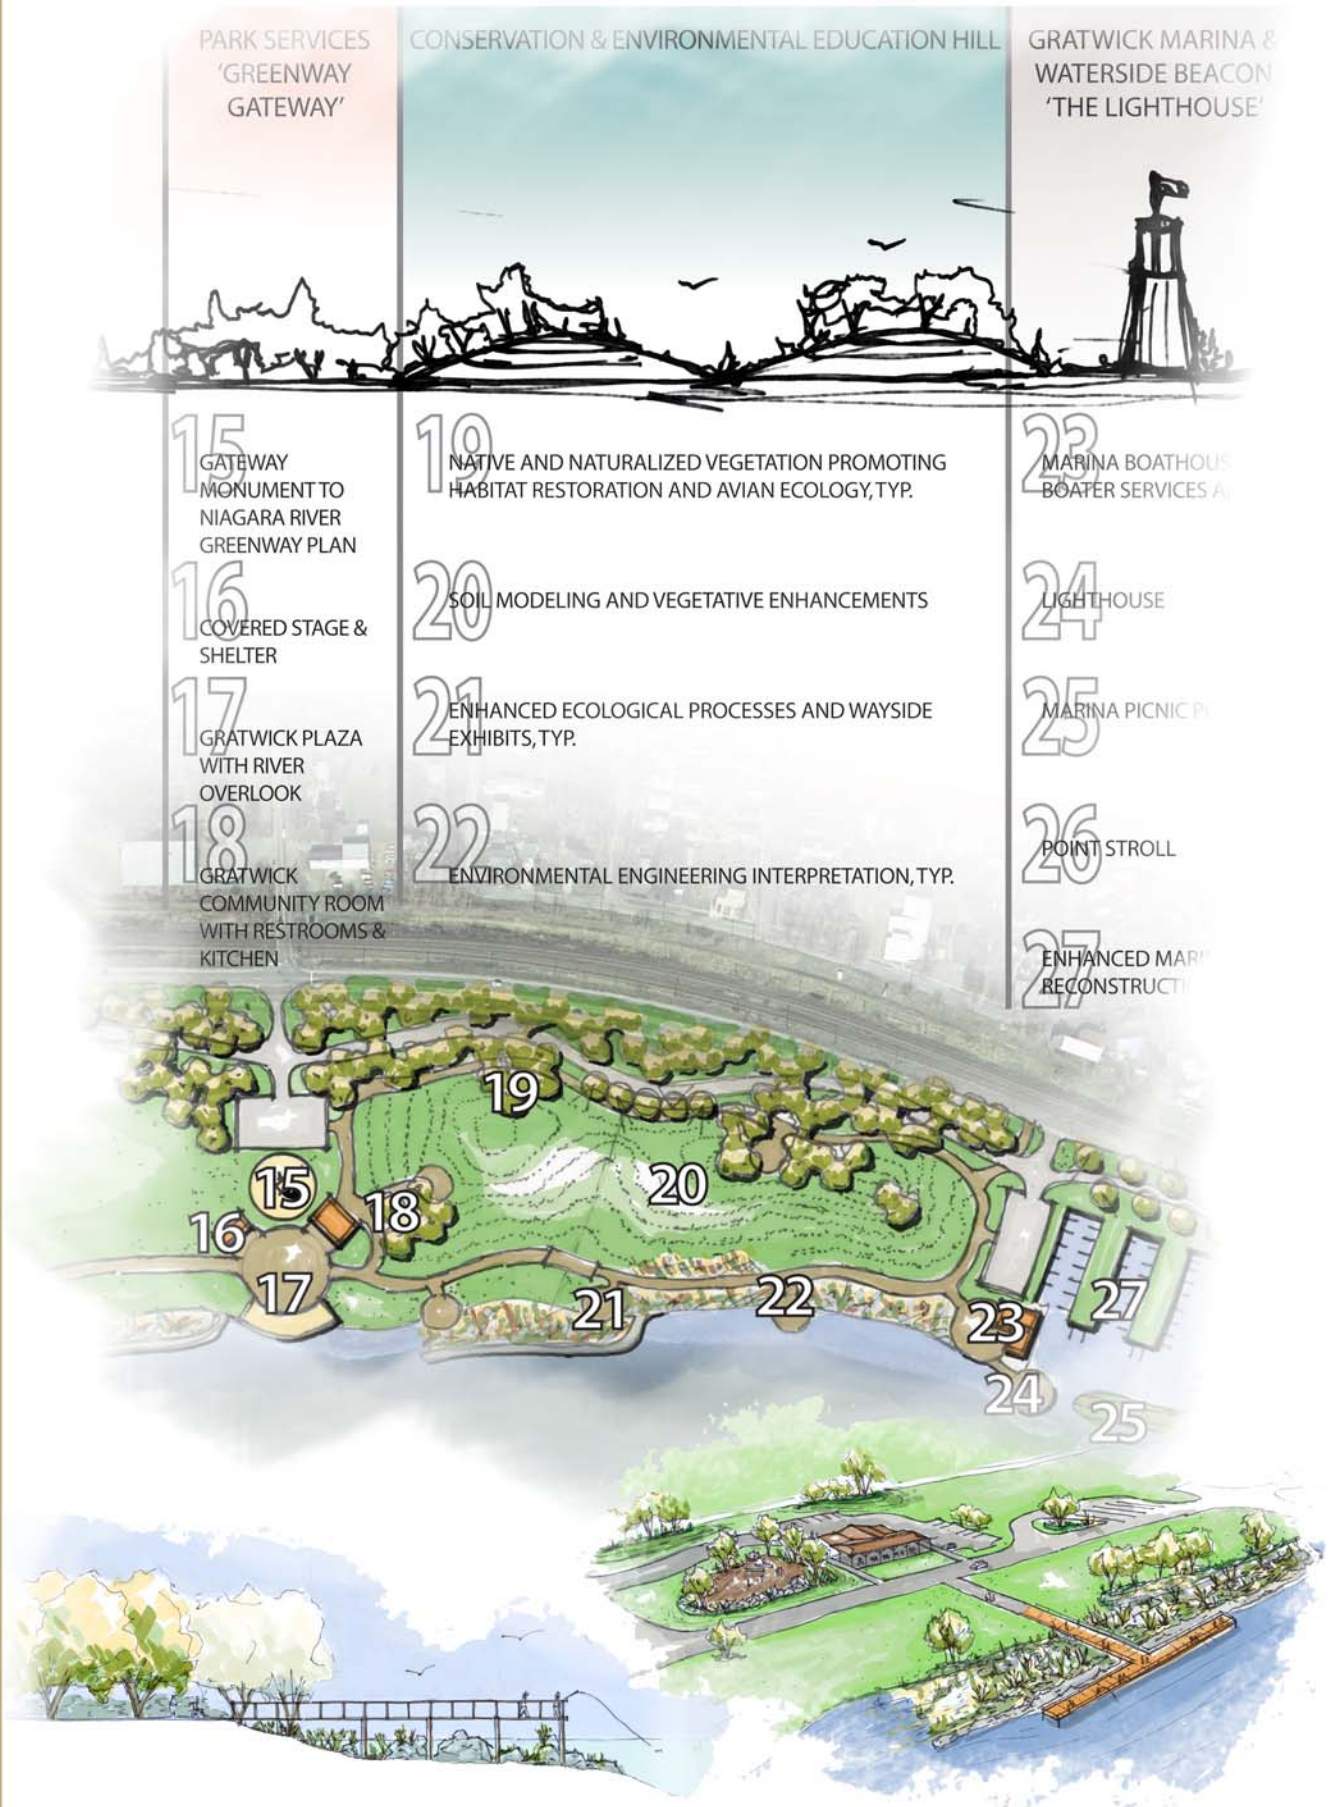 PARK SERVICES
'GREENWAY
GATEWAY'
CONSERVATION & ENVIRONMENTAL EDUCATION HILL
GRATWICK MARINA &
WATERSIDE BEACON
'THE LIGHTHOUSE'
15
GATEWAY
MONUMENT TO
NIAGARA RIVER
GREENWAY PLAN
16
COVERED STAGE &
SHELTER
17
GRATWICK PLAZA
WITH RIVER
OVERLOOK
18
GRATWICK
COMMUNITY ROOM
WITH RESTROOMS &
KITCHEN
19
NATIVE AND NATURALIZED VEGETATION PROMOTING
HABITAT RESTORATION AND AVIAN ECOLOGY, TYP.
20
SOIL MODELING AND VEGETATIVE ENHANCEMENTS
21
ENHANCED ECOLOGICAL PROCESSES AND WAYSIDE
EXHIBITS, TYP.
22
ENVIRONMENTAL ENGINEERING INTERPRETATION, TYP.
23
MARINA BOATHOUS
BOATER SERVICES
24
LIGHTHOUSE
25
MARINA PICNIC
26
POINT STROLL
27
ENHANCED MARI
RECONSTRUCTI
19
15
18
20
16
17
21
22
23
27
24
25